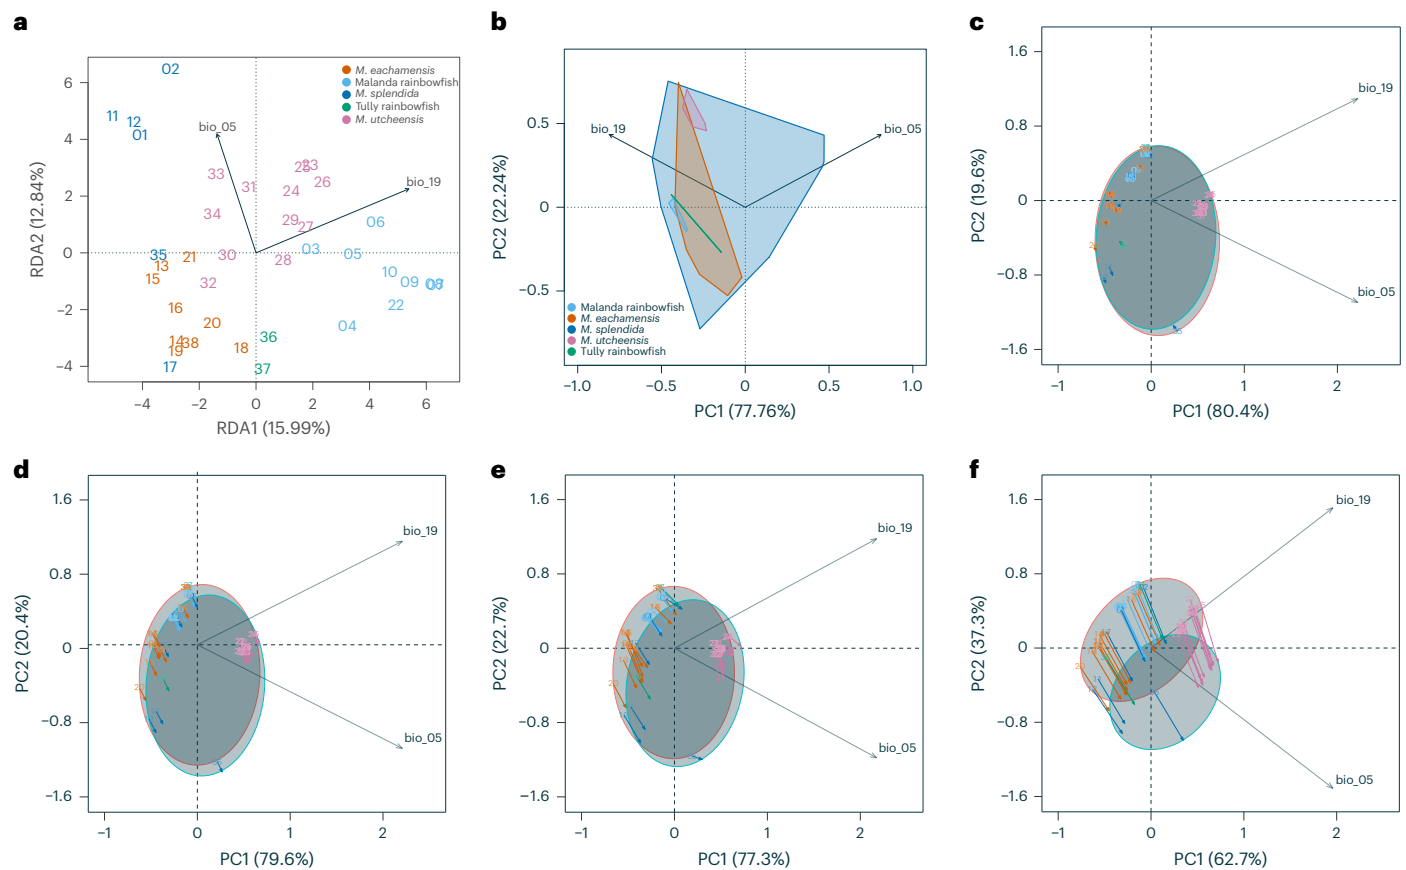 a
02
M. eachamensis
Malanda rainbowfish
M. splendida
Tully rainbowfish
M. utcheensis
11
12
01
bio_05
bio_19
33
31
23
26
24
34
29
27
06
30
28
03
05
35
21
13
15
32
10
09
22
16
20
04
14
38
19
18
36
17
37
6
4
2
0
−2
−4
−4
−2
0
2
4
6
RDA2 (12.84%)
RDA1 (15.99%)
b
bio_19
bio_05
0.5
0
−0.5
Malanda rainbowfish
M. eachamensis
M. splendida
M. utcheensis
Tully rainbowfish
−1.0
−0.5
0
0.5
1.0
PC2 (22.24%)
PC1 (77.76%)
c
1.6
0.8
0
−0.8
−1.6
bio_19
bio_05
−1
0
1
2
PC2 (19.6%)
PC1 (80.4%)
d
1.6
0.8
0
−0.8
−1.6
bio_19
bio_05
−1
0
1
2
PC2 (20.4%)
PC1 (79.6%)
e
1.6
0.8
0
−0.8
−1.6
bio_19
bio_05
20
−1
0
1
2
PC2 (22.7%)
PC1 (77.3%)
f
1.6
0.8
0
−0.8
−1.6
bio_19
bio_05
20
−1
0
1
2
PC2 (37.3%)
PC1 (62.7%)